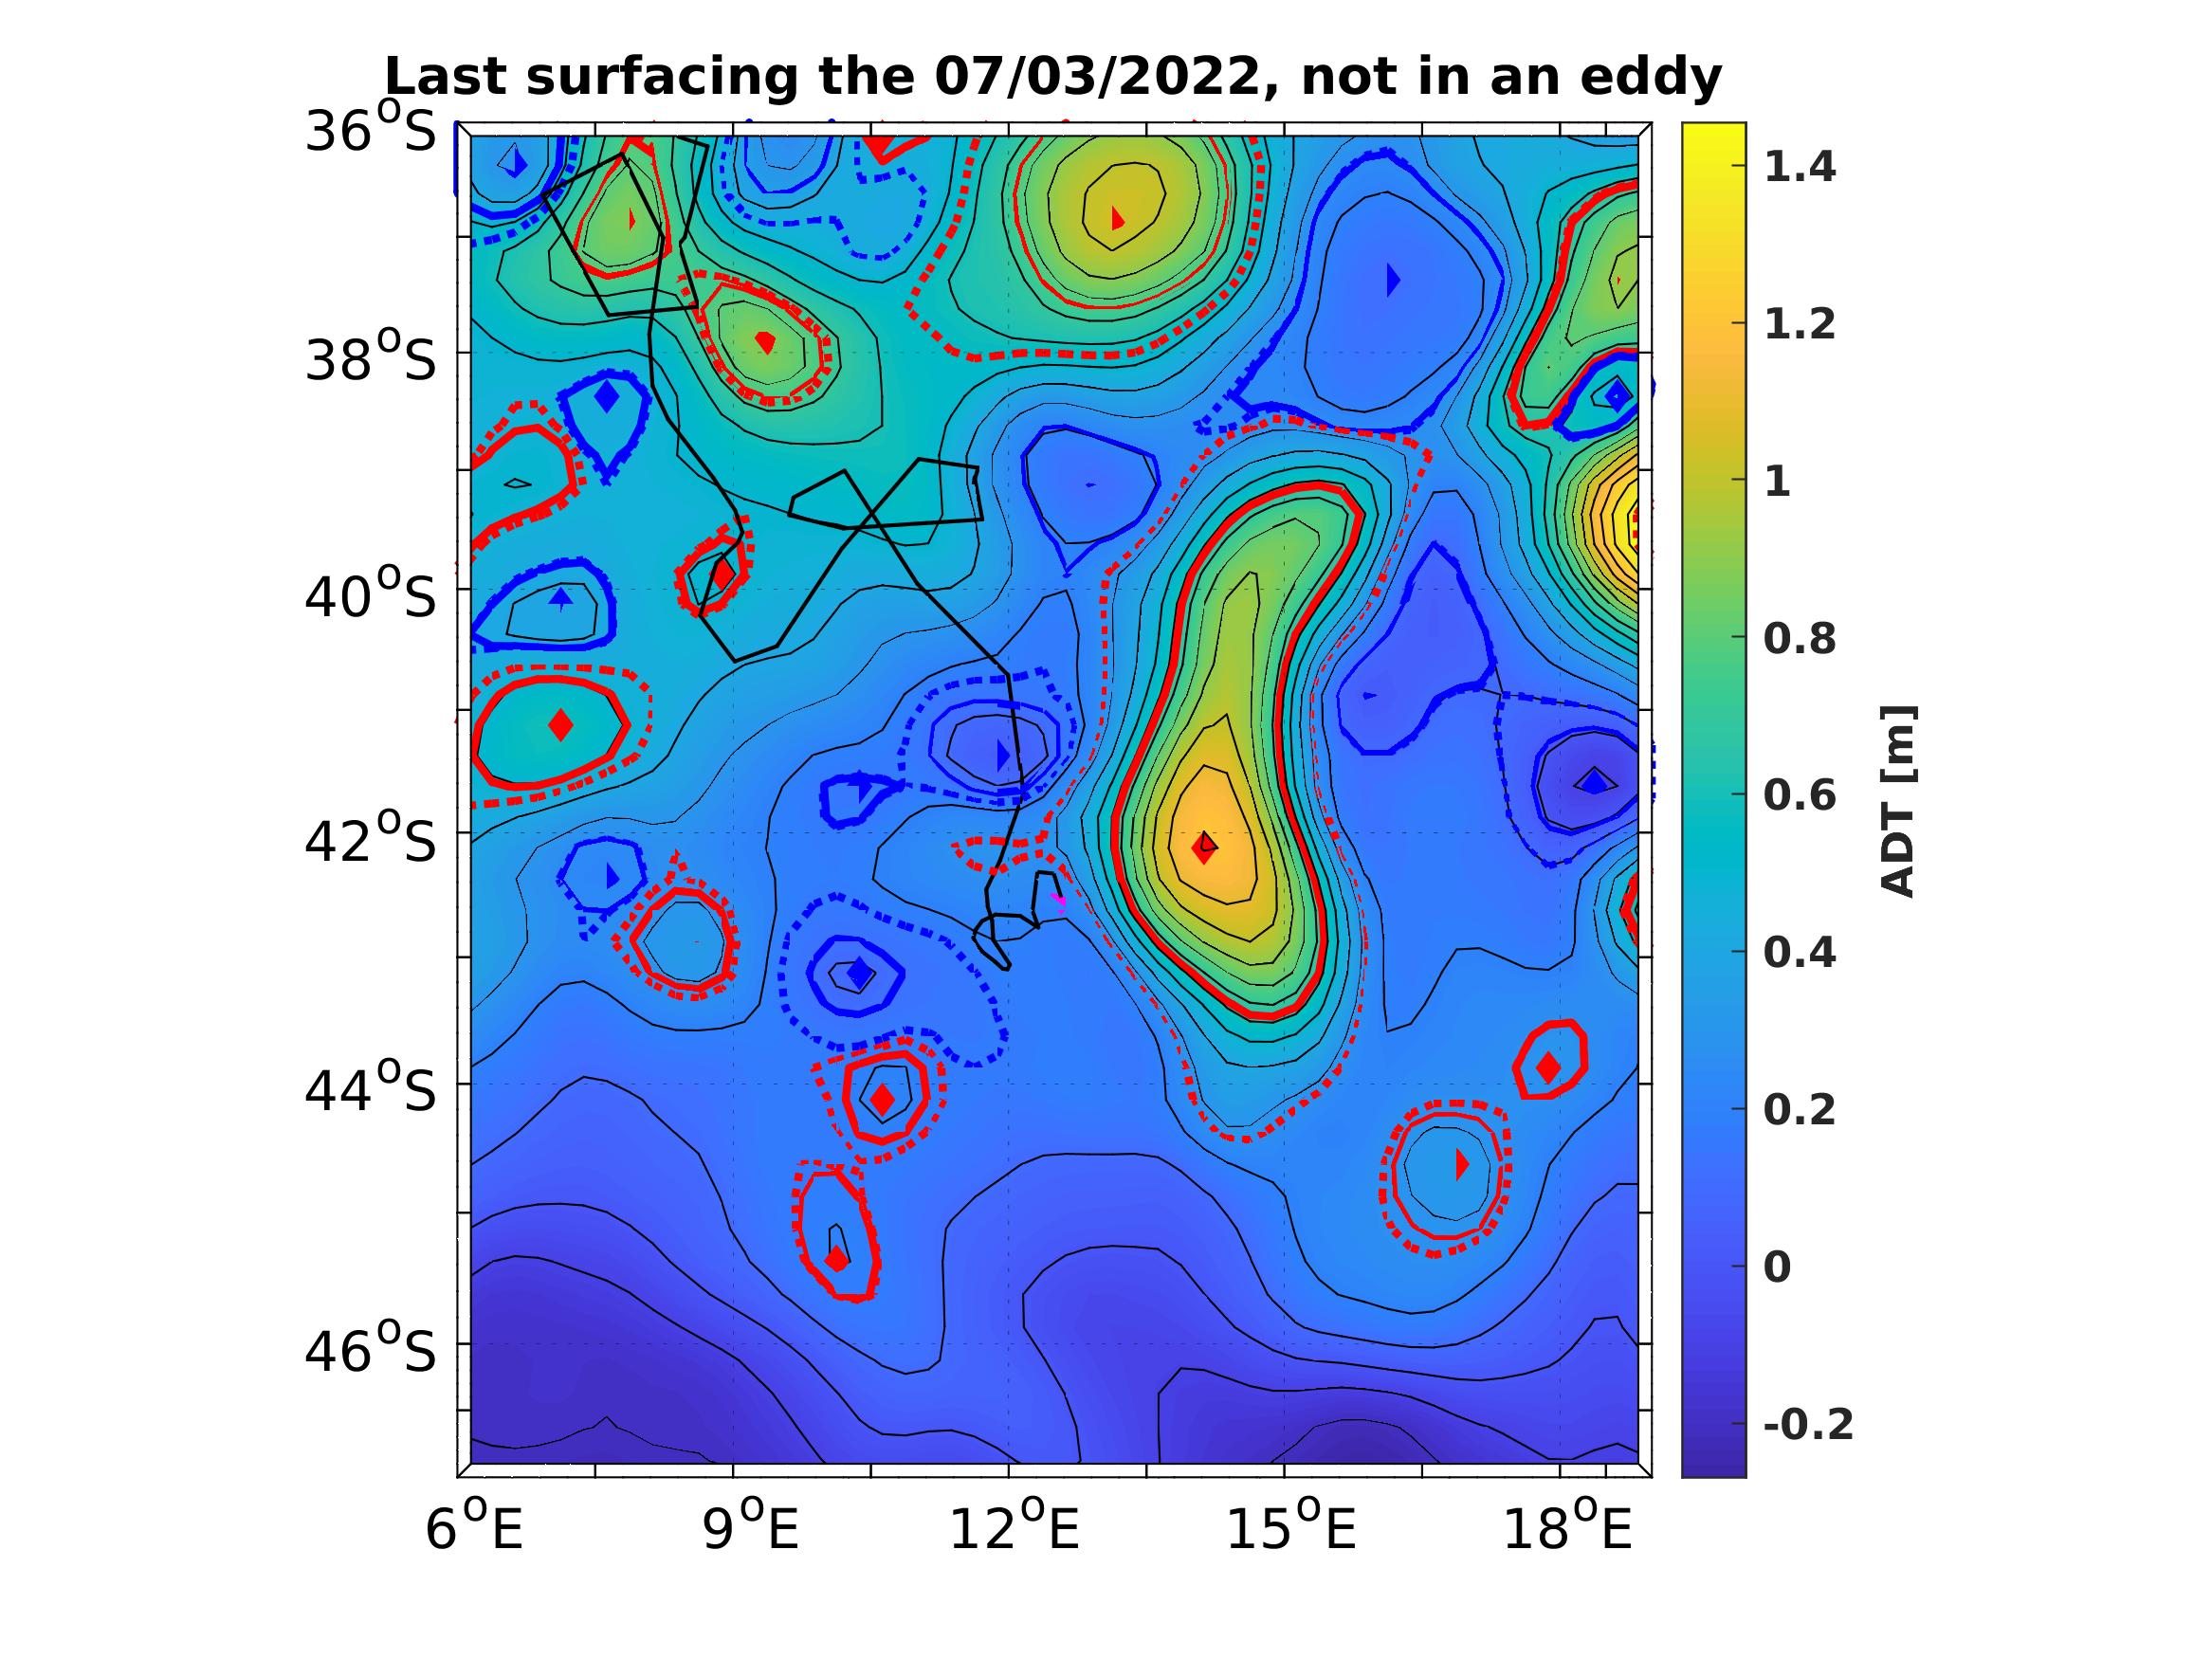 Last surfacing the 07/03/2022, not in an eddy
36°S
38°S
40°S
42°S
44°S
46°S
6°E 9°E 12°E 15°E 18°E
1.4
1.2
1
0.8
0.6
0.4
0.2
0
-0.2
ADT [m]